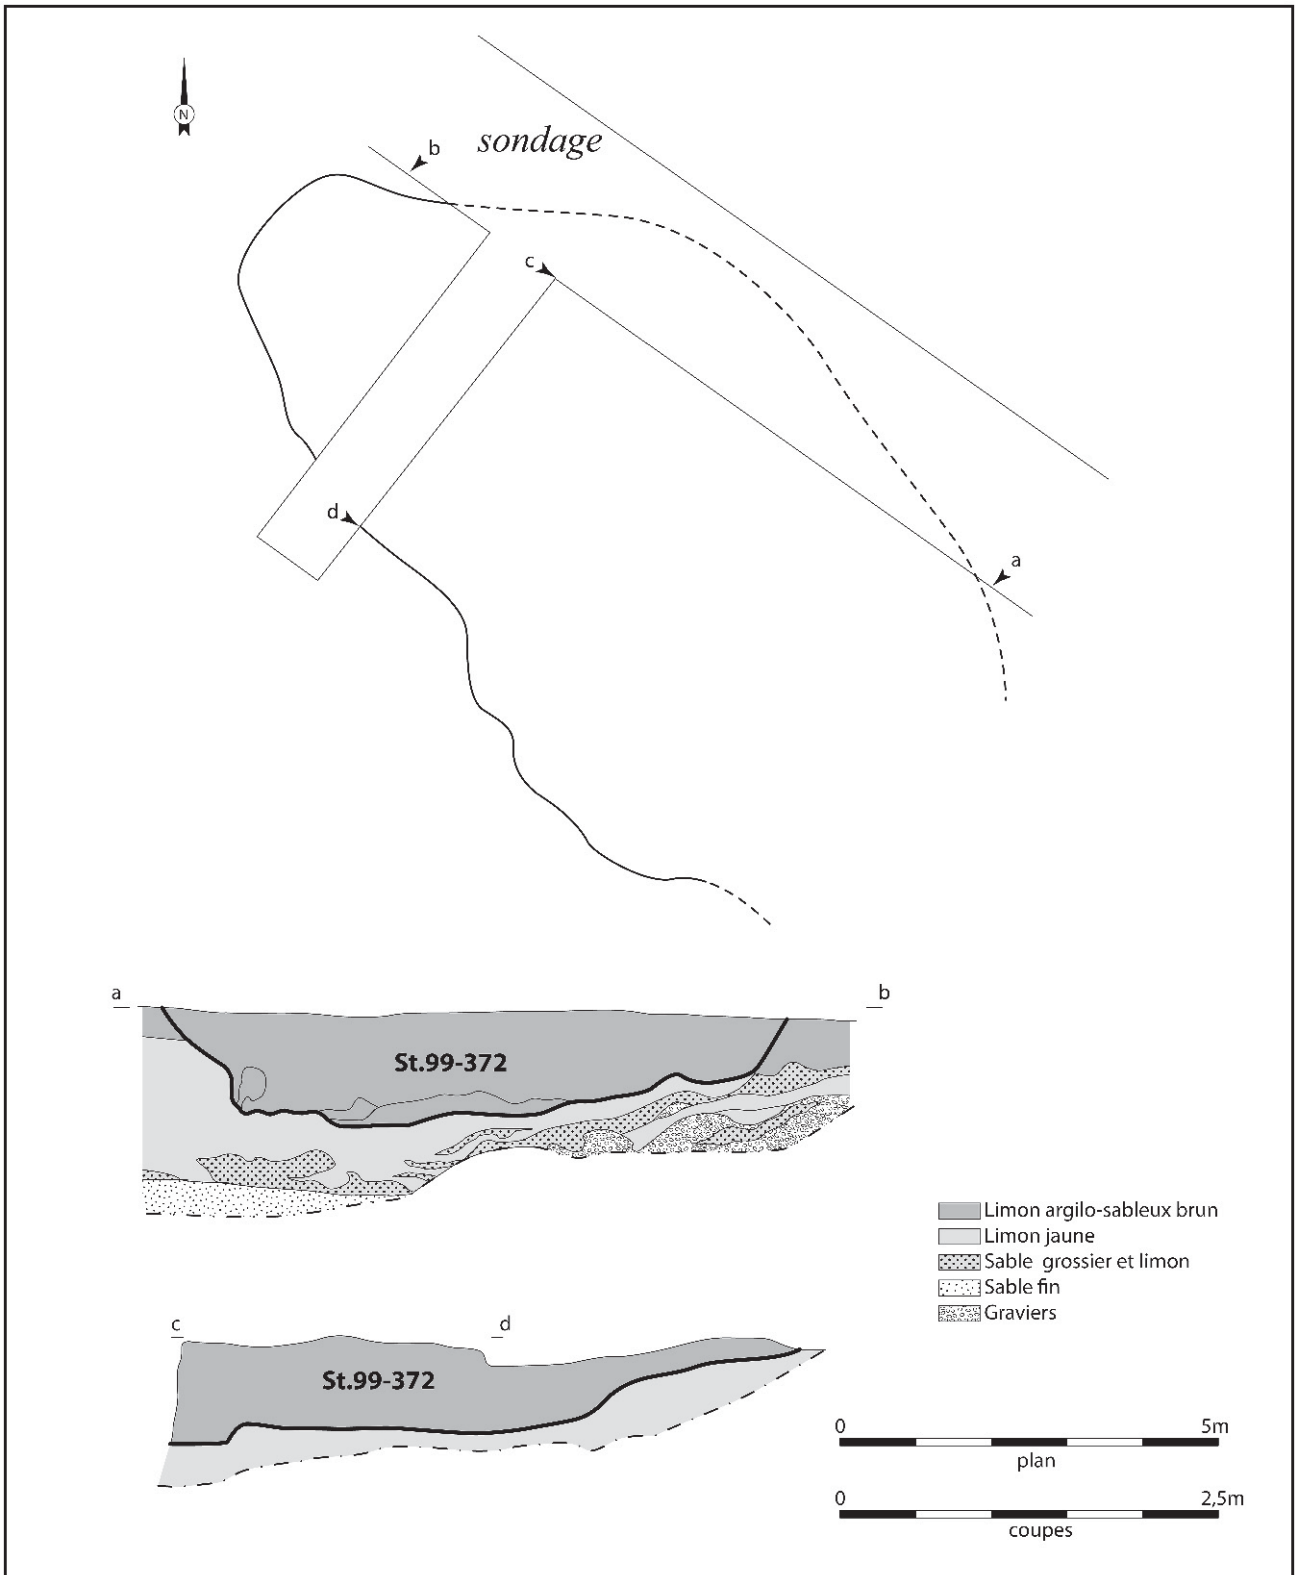 N
b
sondage
c
d
a
a
b
St.99-372
Limon argilo-sableux brun
Limon jaune
Sable grossier et limon
Sable fin
Graviers
c
d
St.99-372
0 5m
plan
0 2,5m
coupes